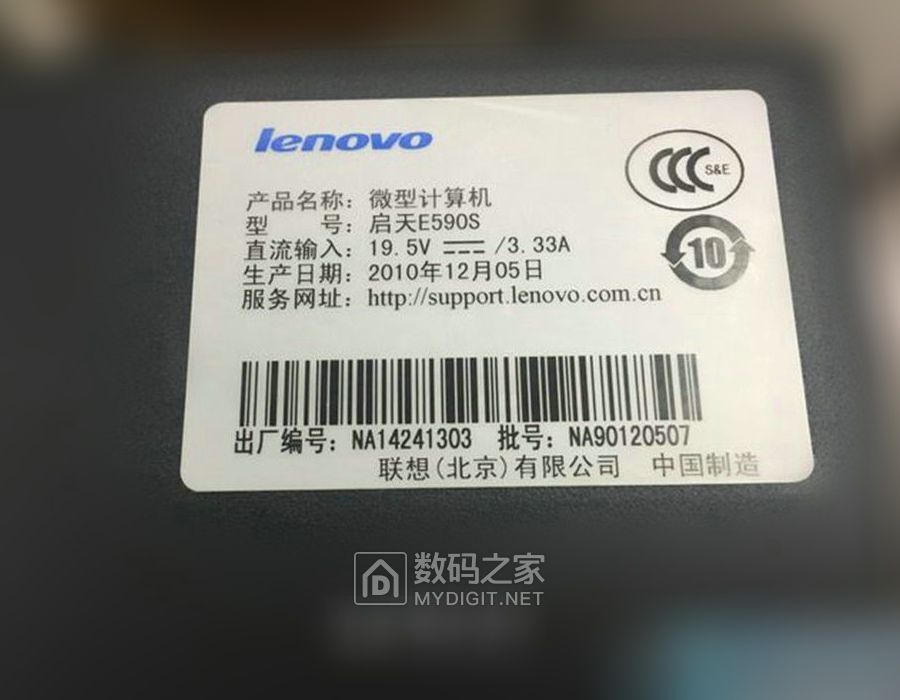 lenovo
CCC S&E
产品名称：微型计算机
型 号：启天E590S
10
直流输入：19.5V ⎓ /3.33A
生产日期：2010年12月05日
服务网址：http://support.lenovo.com.cn
出厂编号：NA14241303 批号：NA90120507
联想(北京)有限公司 中国制造
数码之家
MYDIGIT.NET